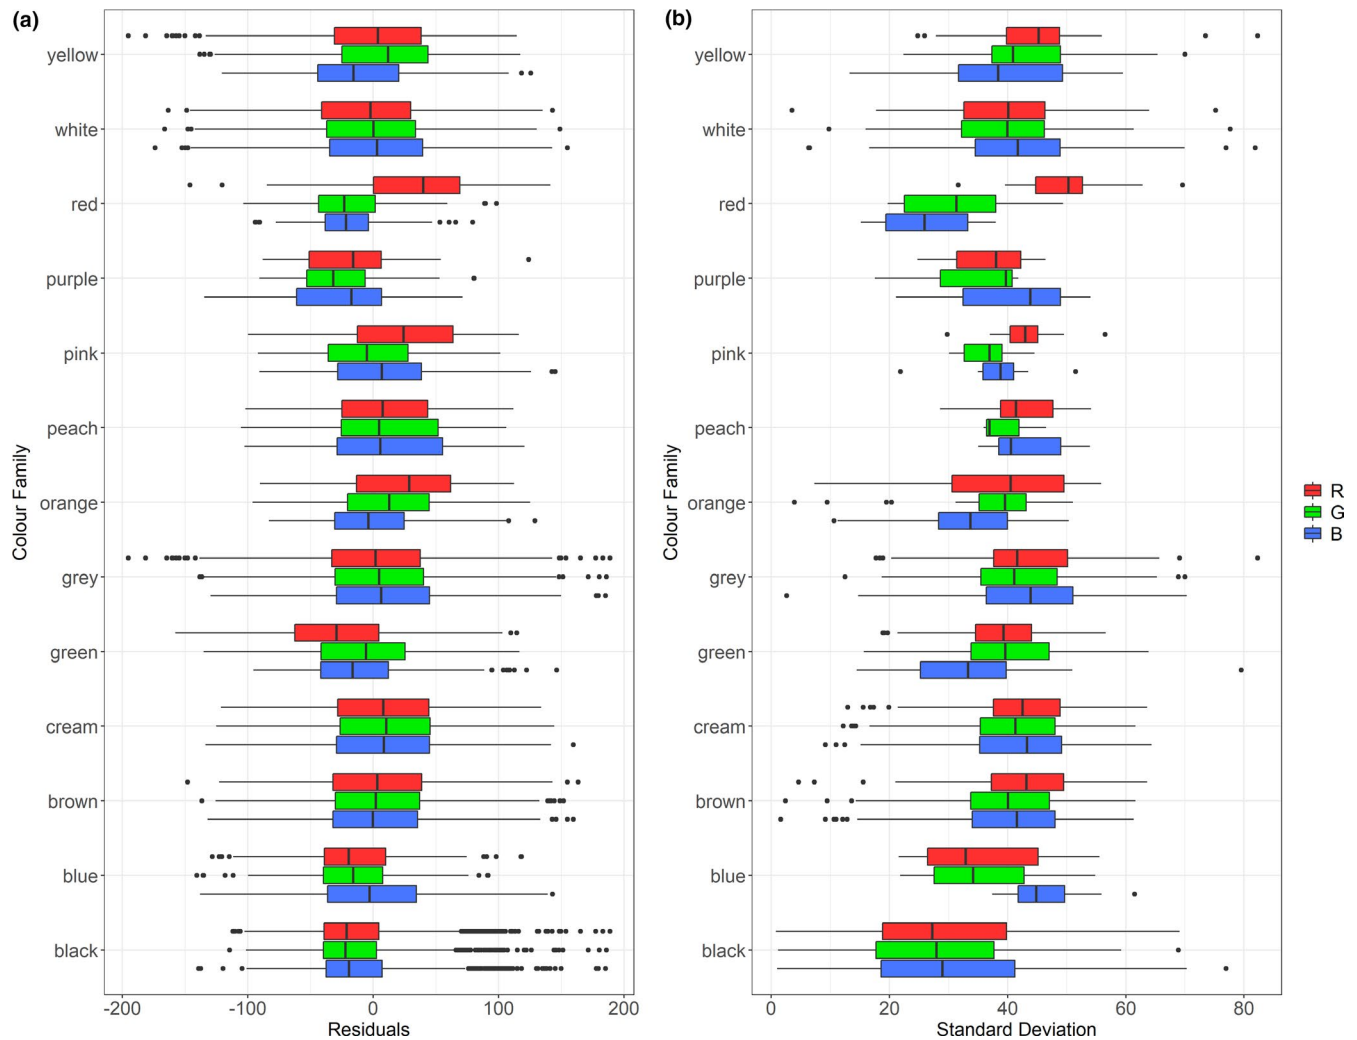 (a)
Colour Family
yellow
white
red
purple
pink
peach
orange
grey
green
cream
brown
blue
black
-200 -100 0 100 200
Residuals
(b)
Colour Family
yellow
white
red
purple
pink
peach
orange
grey
green
cream
brown
blue
black
0 20 40 60 80
Standard Deviation
R
G
B